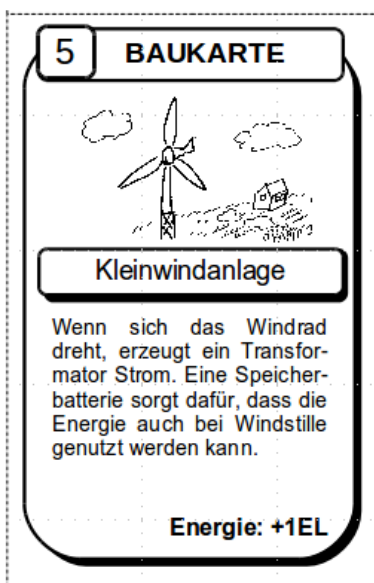 5 BAUKARTE
Kleinwindanlage
Wenn sich das Windrad
dreht, erzeugt ein Transfor-
mator Strom. Eine Speicher-
batterie sorgt dafür, dass die
Energie auch bei Windstille
genutzt werden kann.
Energie: +1EL